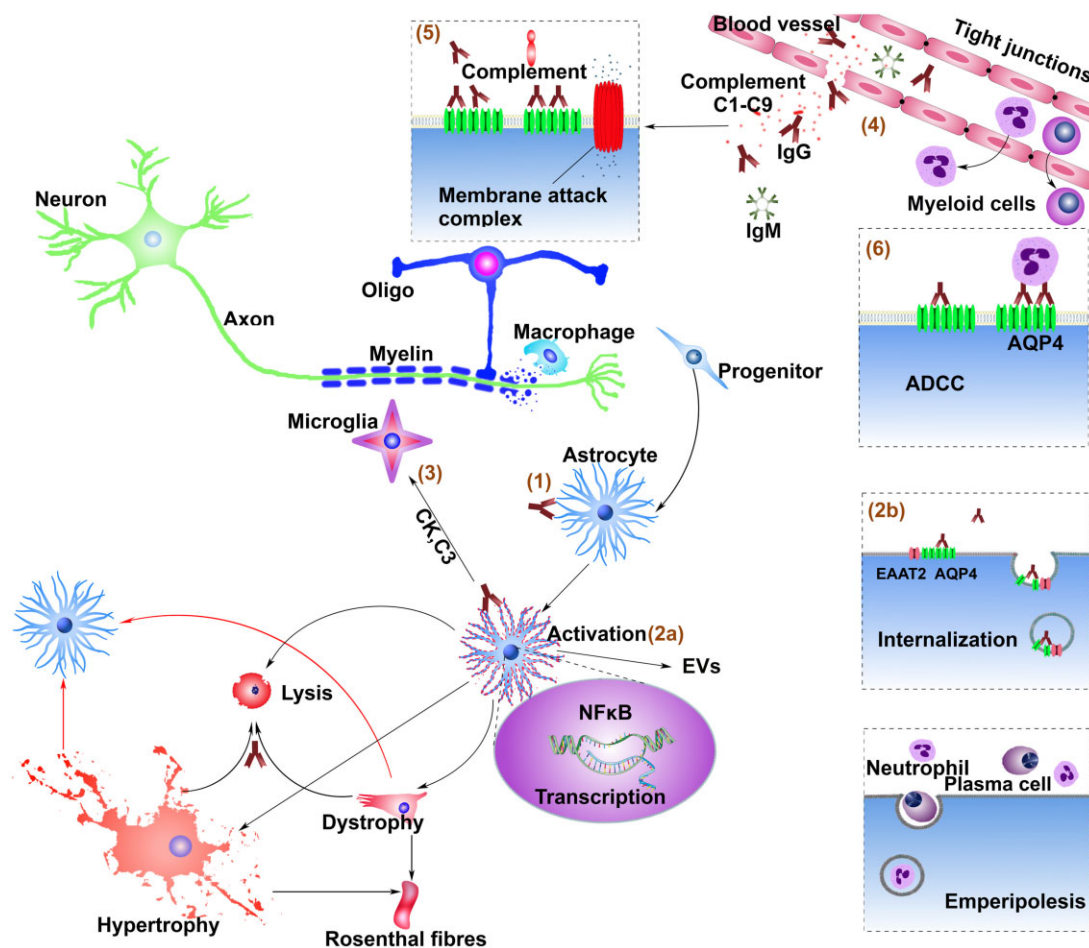 (5)
Complement
Membrane attack
complex
Blood vessel
Tight junctions
Complement
C1-C9
(4)
IgG
IgM
Myeloid cells
Neuron
Axon
Oligo
Myelin
Macrophage
Progenitor
(6)
AQP4
ADCC
Microglia
(3)
CK,C3
Astrocyte
(1)
Activation(2a)
EVs
(2b)
EAAT2 AQP4
Internalization
Lysis
NFκB
Transcription
Dystrophy
Hypertrophy
Rosenthal fibres
Neutrophil
Plasma cell
Emperipolesis